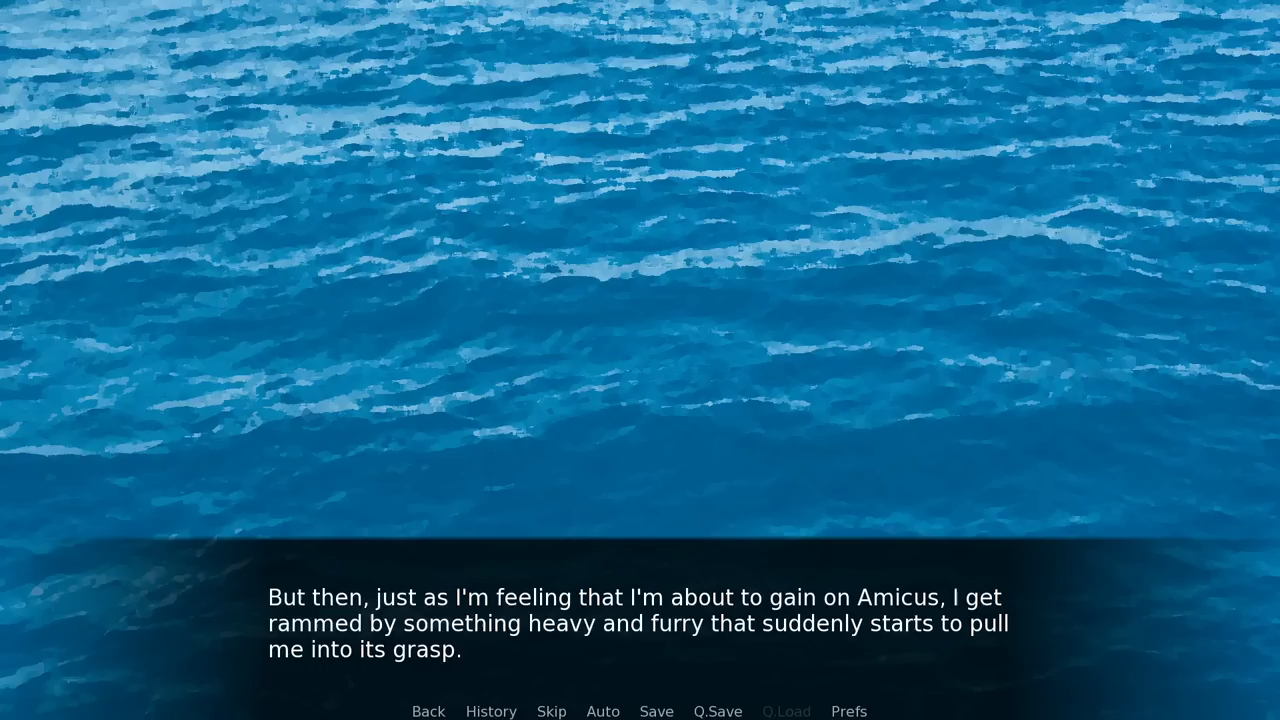 But then, just as I'm feeling that I'm about to gain on Amicus, I get
rammed by something heavy and furry that suddenly starts to pull
me into its grasp.
Back History Skip Auto Save Q.Save Q.Load Prefs